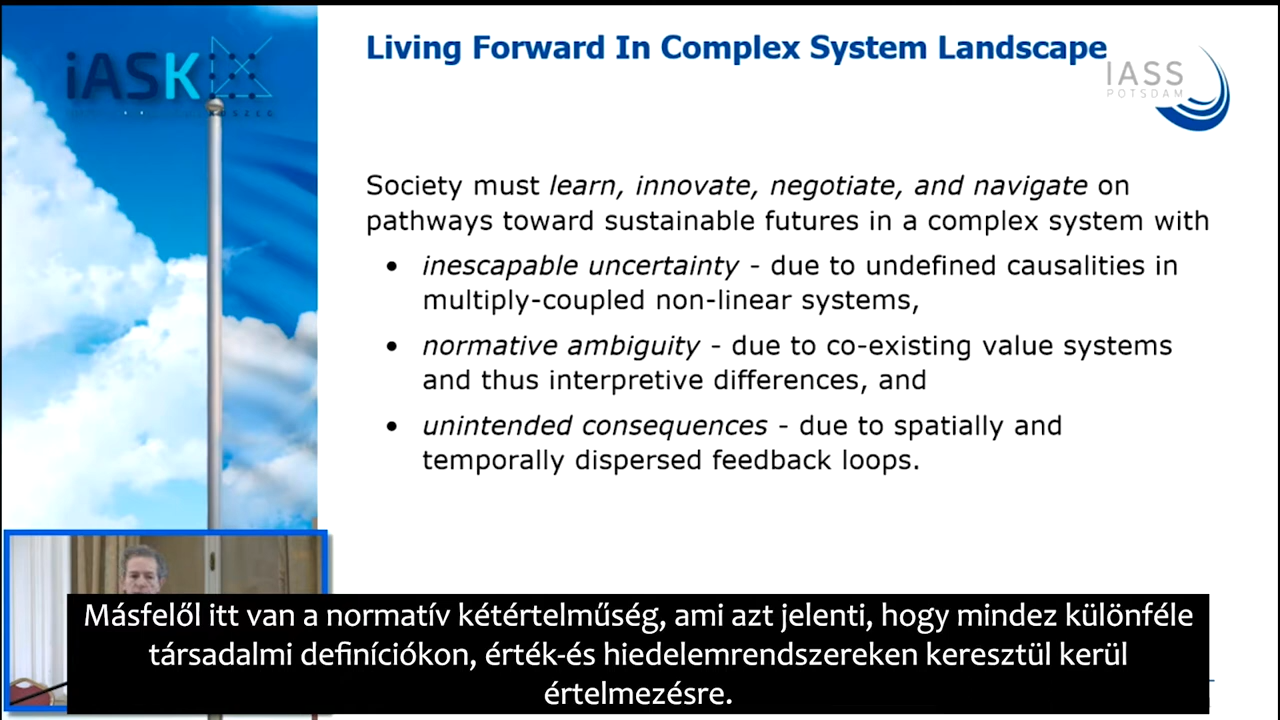 iASK
Living Forward In Complex System Landscape
IASS
POTSDAM
Society must learn, innovate, negotiate, and navigate on
pathways toward sustainable futures in a complex system with
• inescapable uncertainty - due to undefined causalities in
multiply-coupled non-linear systems,
• normative ambiguity - due to co-existing value systems
and thus interpretive differences, and
• unintended consequences - due to spatially and
temporally dispersed feedback loops.
Másfelől itt van a normatív kétértelműség, ami azt jelenti, hogy mindez különféle
társadalmi definíciókon, érték-és hiedelemrendszereken keresztül kerül
értelmezésre.